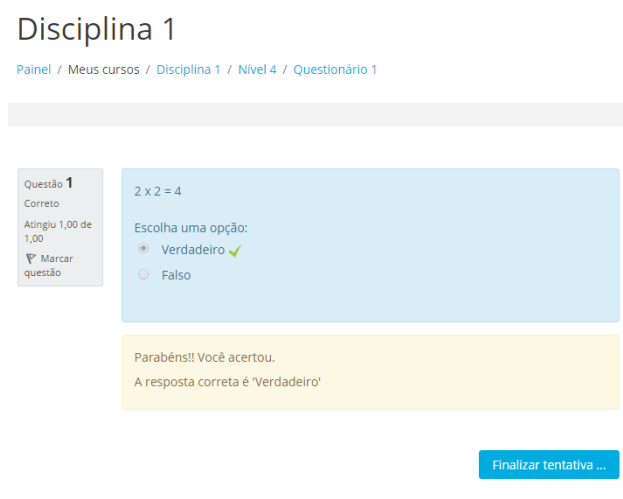 Disciplina 1
Painel / Meus cursos / Disciplina 1 / Nível 4 / Questionário 1
Questão 1
Correto
Atingiu 1,00 de
1,00
Marcar
questão
2 x 2 = 4
Escolha uma opção:
Verdadeiro
Falso
Parabéns!! Você acertou.
A resposta correta é 'Verdadeiro'
Finalizar tentativa ...